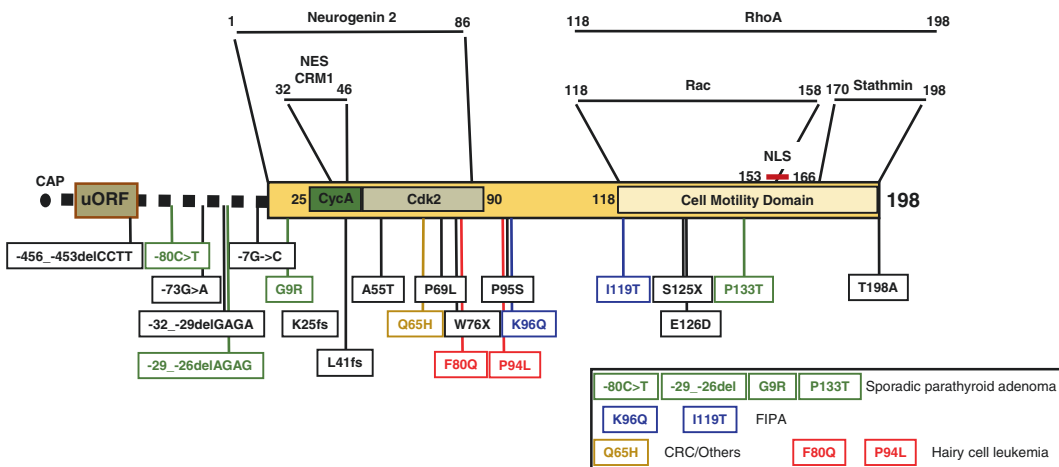 1 Neurogenin 2 86
118 RhoA 198
NES
CRM1
32 46
118 Rac 158
170 Stathmin 198
NLS
153 166
CAP
uORF
25 CycA Cdk2 90
118 Cell Motility Domain 198
-456_-453delCCTT
-80C>T
-7G->C
-73G>A
G9R
A55T
P69L
P95S
I119T
S125X
P133T
T198A
-32_-29delGAGA
K25fs
Q65H
W76X
K96Q
E126D
-29_-26delAGAG
L41fs
F80Q
P94L
-80C>T -29_-26del G9R P133T Sporadic parathyroid adenoma
K96Q I119T FIPA
Q65H CRC/Others F80Q P94L Hairy cell leukemia